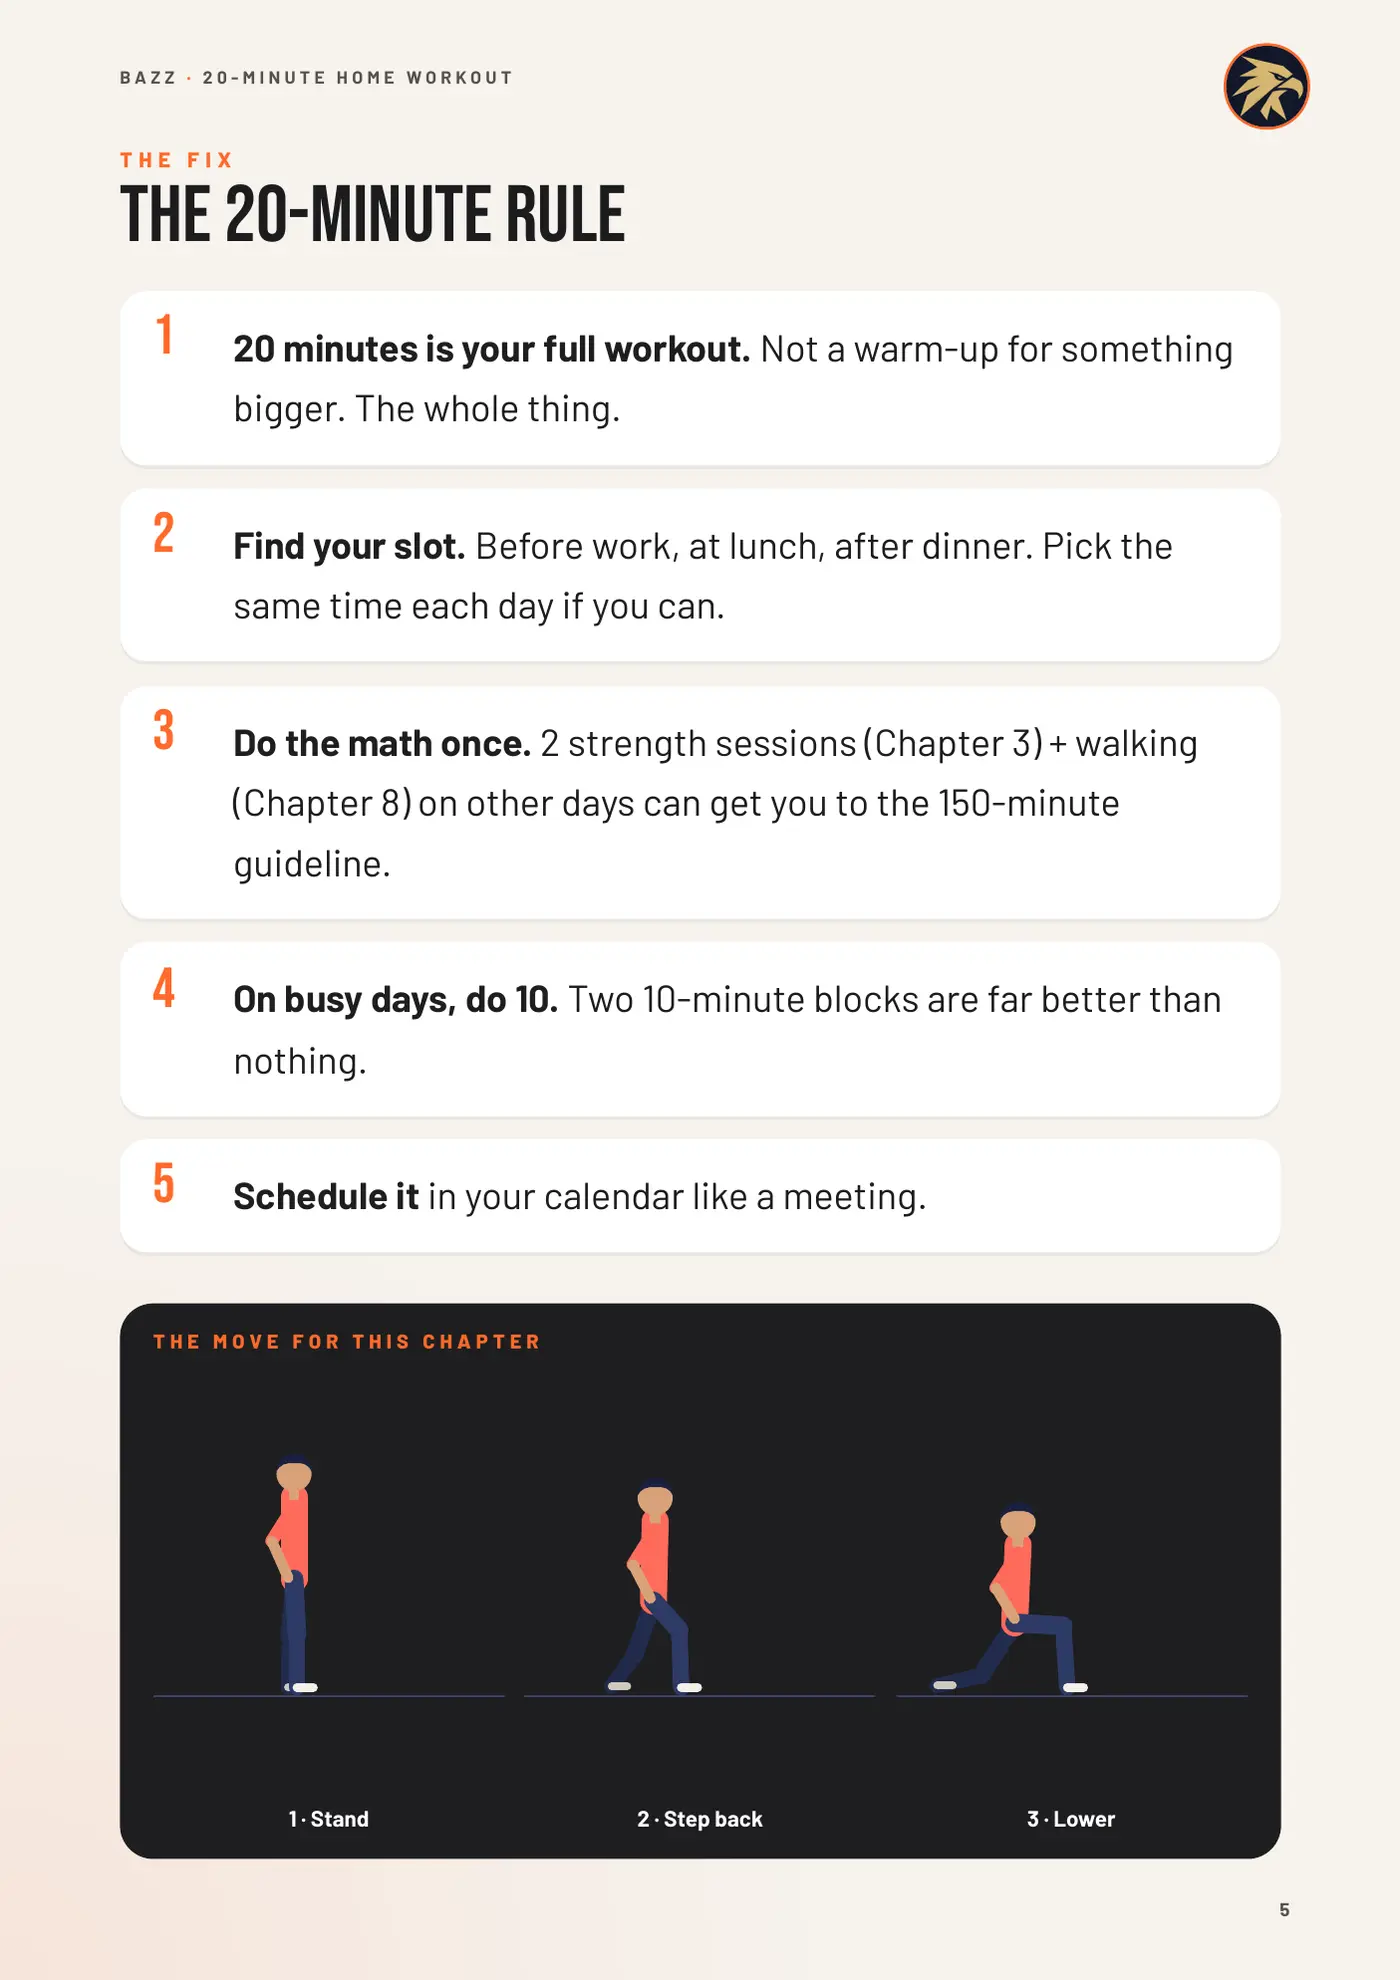 BAZZ · 20-MINUTE HOME WORKOUT
THE FIX
THE 20-MINUTE RULE
1
20 minutes is your full workout. Not a warm-up for something
bigger. The whole thing.
2
Find your slot. Before work, at lunch, after dinner. Pick the
same time each day if you can.
3
Do the math once. 2 strength sessions (Chapter 3) + walking
(Chapter 8) on other days can get you to the 150-minute
guideline.
4
On busy days, do 10. Two 10-minute blocks are far better than
nothing.
5
Schedule it in your calendar like a meeting.
THE MOVE FOR THIS CHAPTER
1 · Stand
2 · Step back
3 · Lower
5